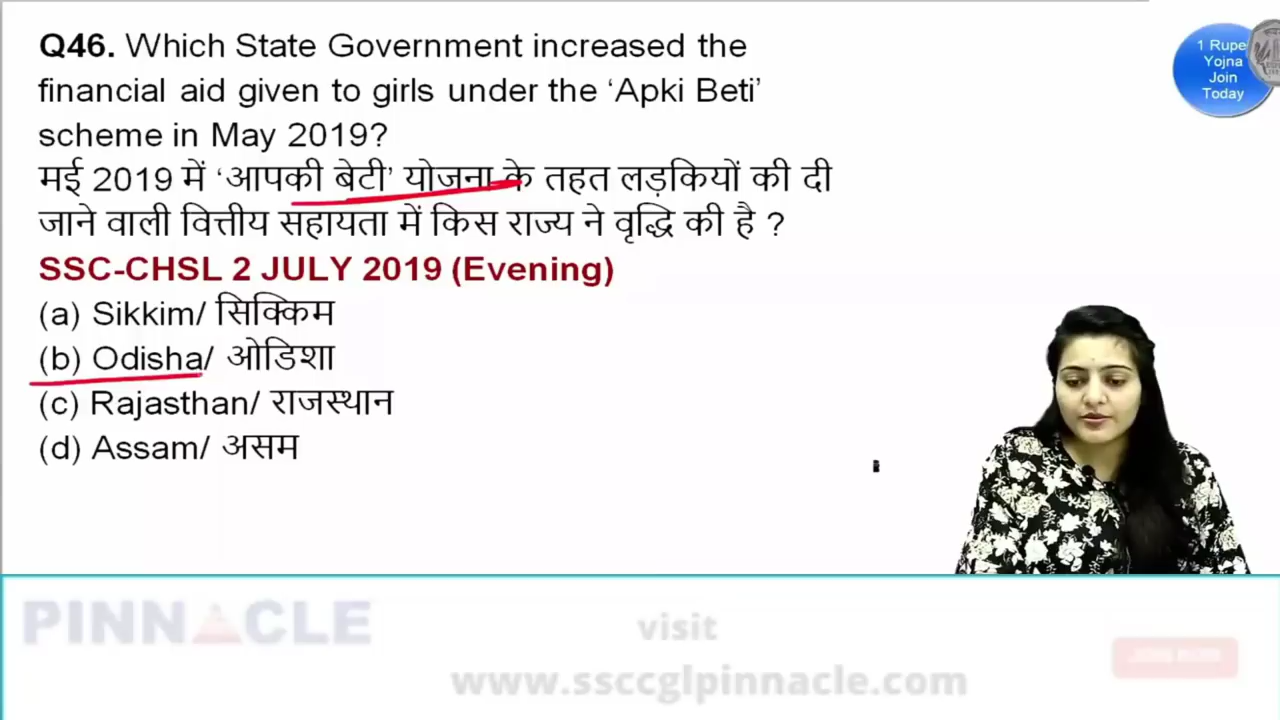 Q46. Which State Government increased the
financial aid given to girls under the ‘Apki Beti’
scheme in May 2019?
मई 2019 में ‘आपकी बेटी’ योजना के तहत लड़कियों की दी
जाने वाली वित्तीय सहायता में किस राज्य ने वृद्धि की है ?
SSC-CHSL 2 JULY 2019 (Evening)
(a) Sikkim/ सिक्किम
(b) Odisha/ ओडिशा
(c) Rajasthan/ राजस्थान
(d) Assam/ असम
1 Rupe
Yojna
Join
Today
PINNACLE
visit
www.ssccglpinnacle.com